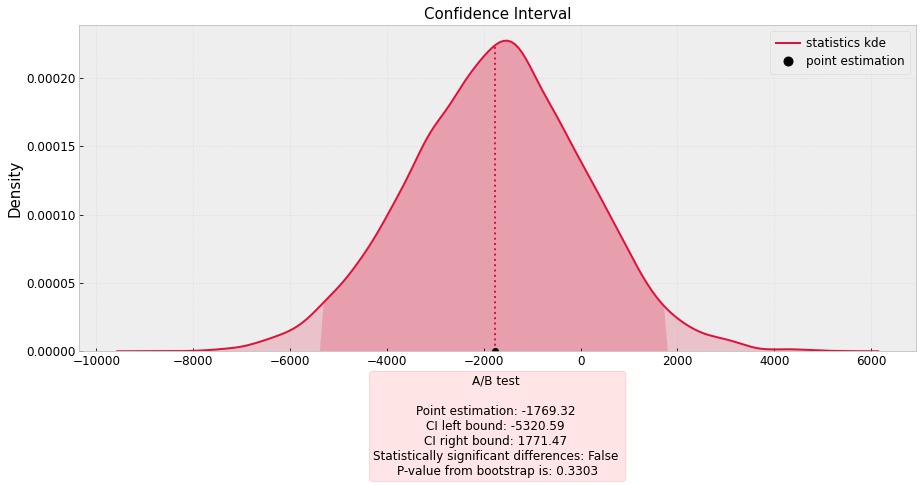 Confidence Interval
statistics kde
point estimation
Density
0.00020
0.00015
0.00010
0.00005
0.00000
−10000 −8000 −6000 −4000 −2000 0 2000 4000 6000
A/B test
Point estimation: -1769.32
CI left bound: -5320.59
CI right bound: 1771.47
Statistically significant differences: False
P-value from bootstrap is: 0.3303